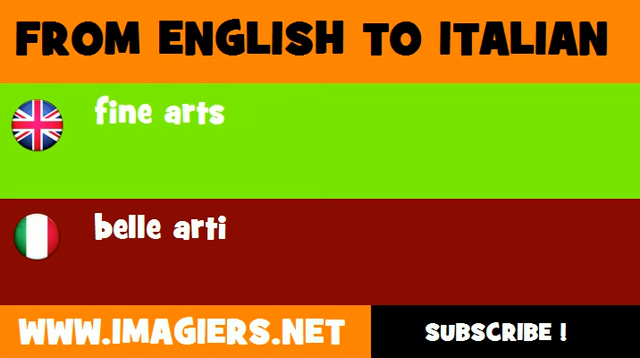 FROM ENGLISH TO ITALIAN
fine arts
belle arti
WWW.IMAGIERS.NET
SUBSCRIBE !